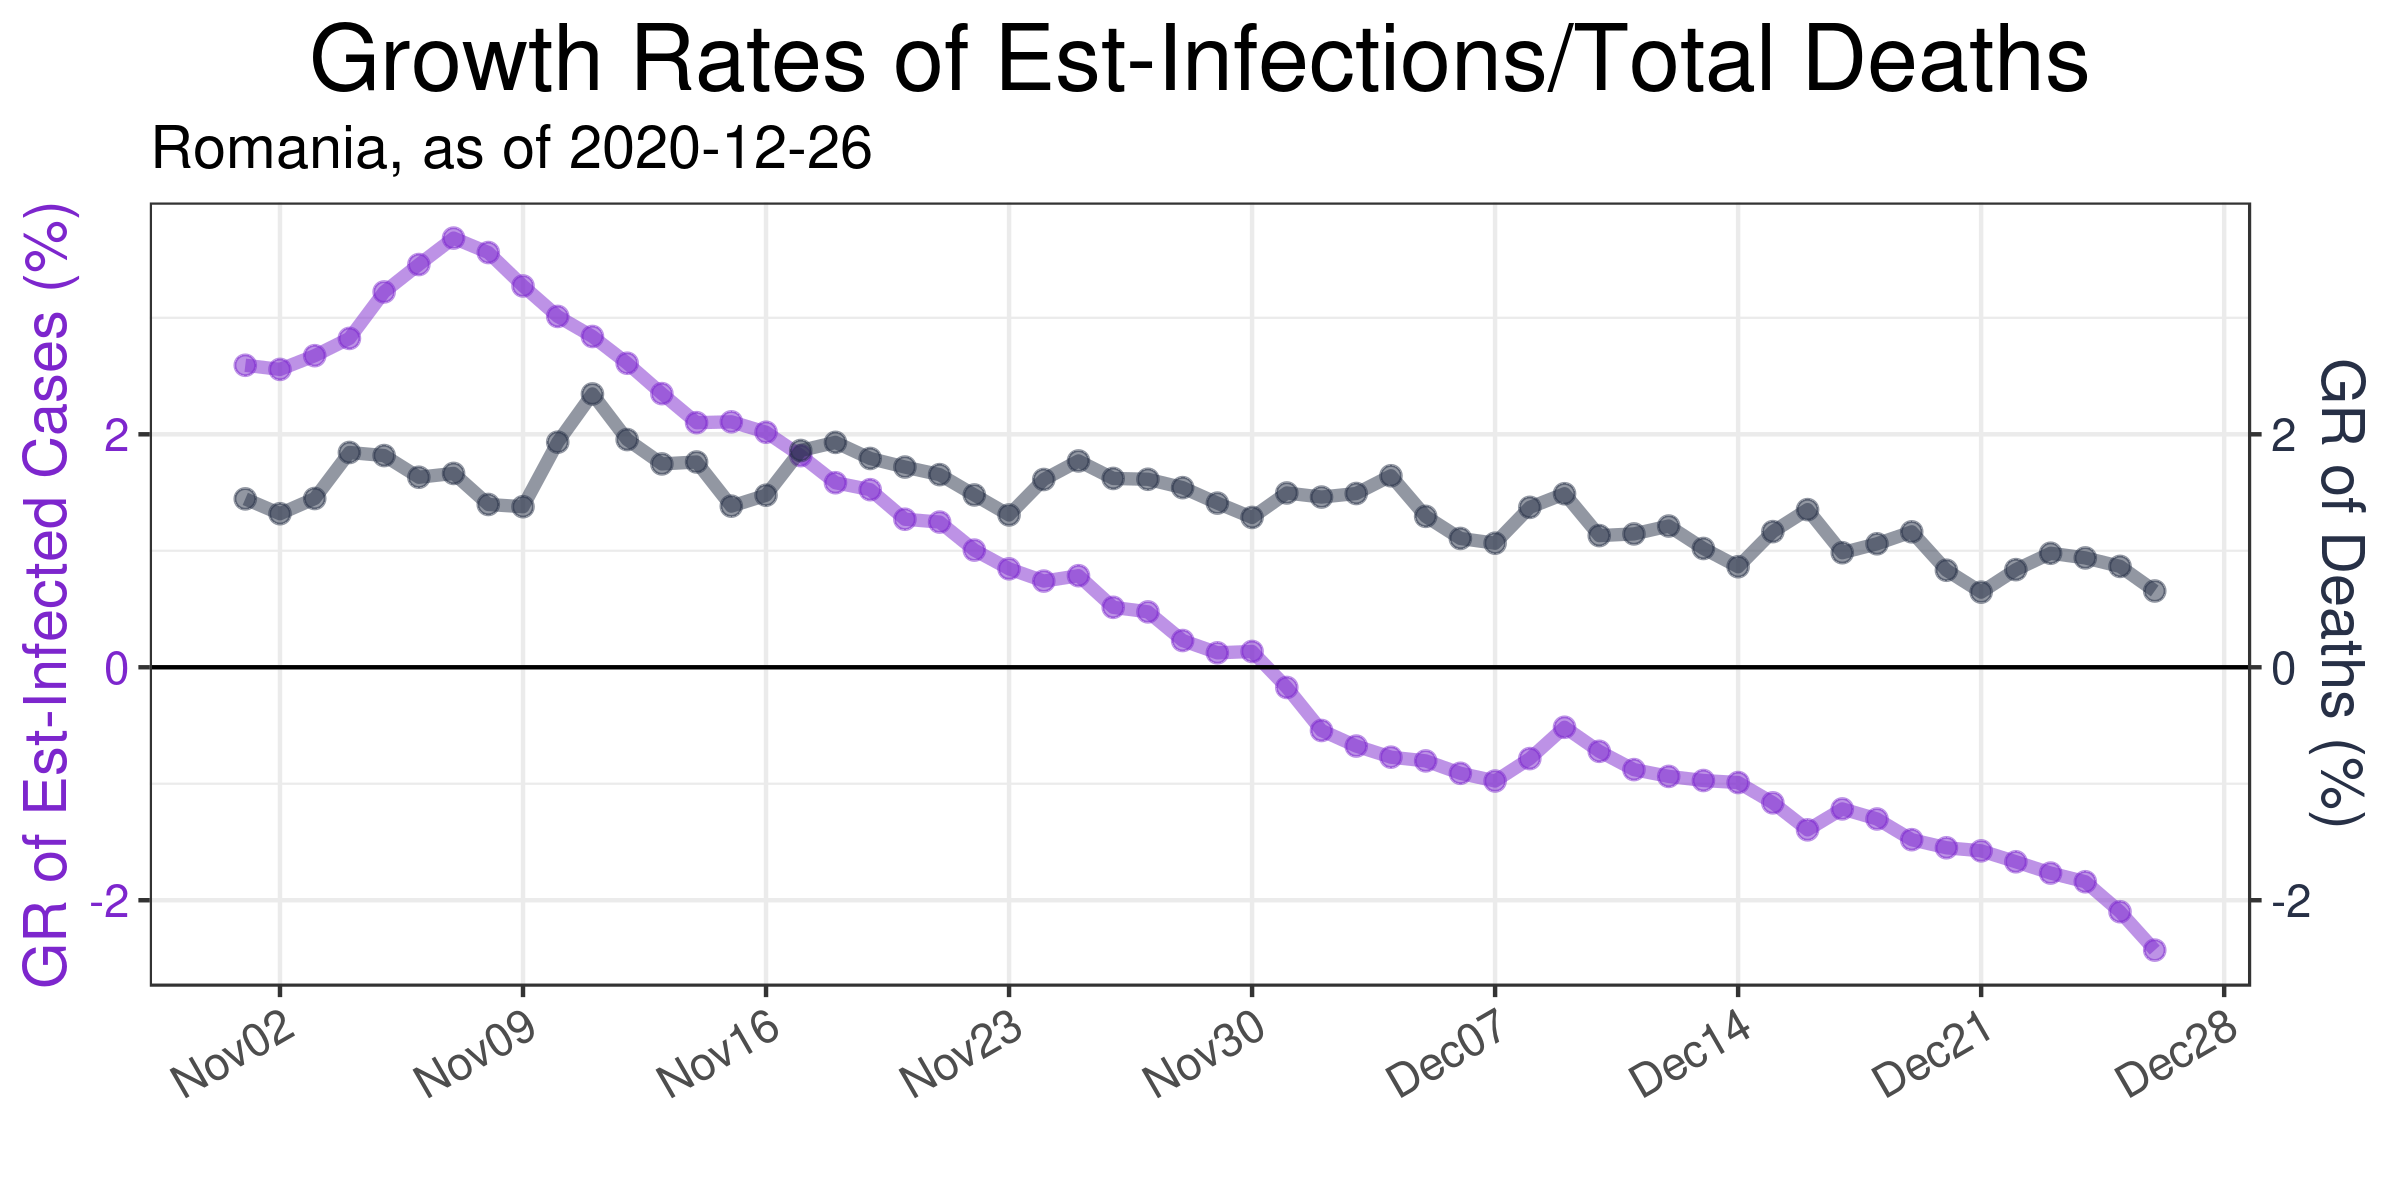 Growth Rates of Est-Infections/Total Deaths
Romania, as of 2020-12-26
GR of Est-Infected Cases (%)
2
0
-2
2
0
-2
GR of Deaths (%)
Nov02
Nov09
Nov16
Nov23
Nov30
Dec07
Dec14
Dec21
Dec28